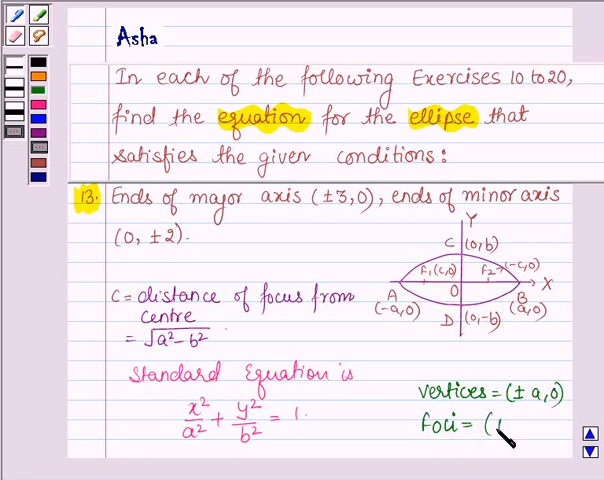 Asha
In each of the following Exercises 10 to 20,
find the equation for the ellipse that
satisfies the given conditions:
13. Ends of major axis (±3,0), ends of minor axis
(0, ±2).
Y
C (0,b)
F1(c,0) F2 (-c,0)
A O B X
(-a,0) (a,0)
D (0,-b)
c = distance of focus from
centre
= √a²-b²
Standard Equation is
x²/a² + y²/b² = 1.
vertices = (± a,0)
foci = (